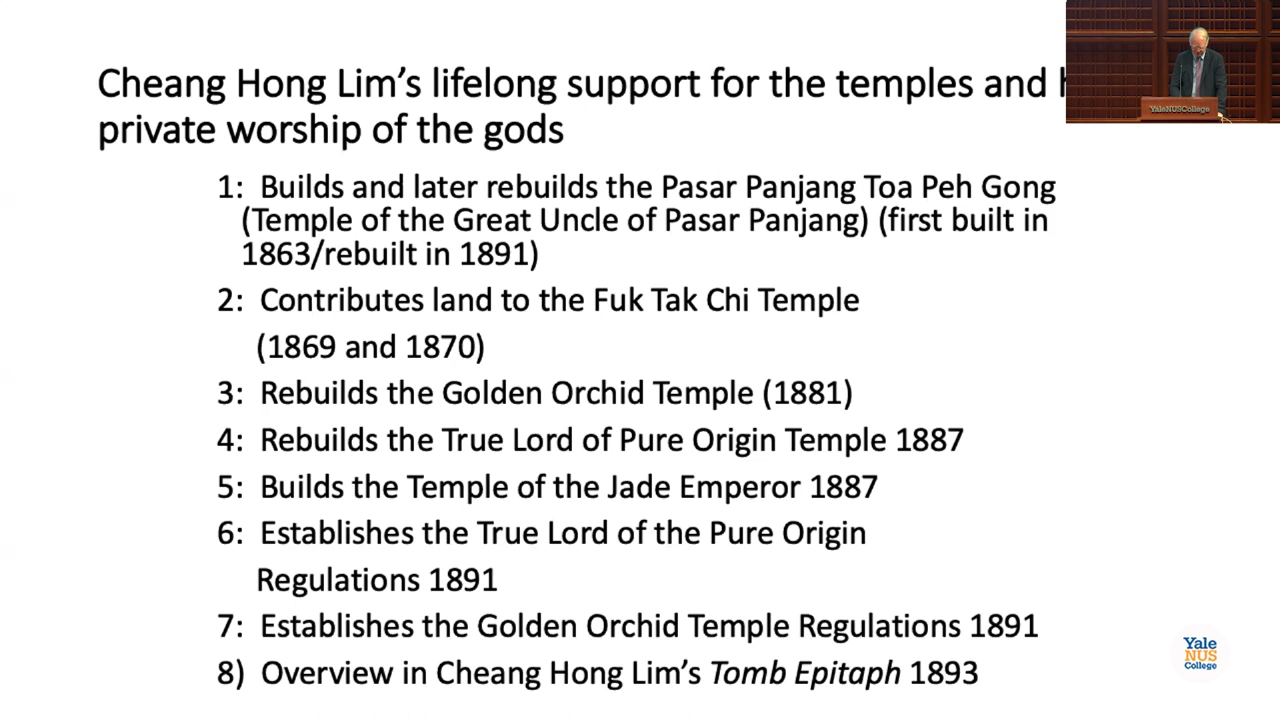 Cheang Hong Lim’s lifelong support for the temples and
private worship of the gods
1: Builds and later rebuilds the Pasar Panjang Toa Peh Gong
(Temple of the Great Uncle of Pasar Panjang) (first built in
1863/rebuilt in 1891)
2: Contributes land to the Fuk Tak Chi Temple
(1869 and 1870)
3: Rebuilds the Golden Orchid Temple (1881)
4: Rebuilds the True Lord of Pure Origin Temple 1887
5: Builds the Temple of the Jade Emperor 1887
6: Establishes the True Lord of the Pure Origin
Regulations 1891
7: Establishes the Golden Orchid Temple Regulations 1891
8) Overview in Cheang Hong Lim’s Tomb Epitaph 1893
YaleNUSCollege
Yale
NUS
College